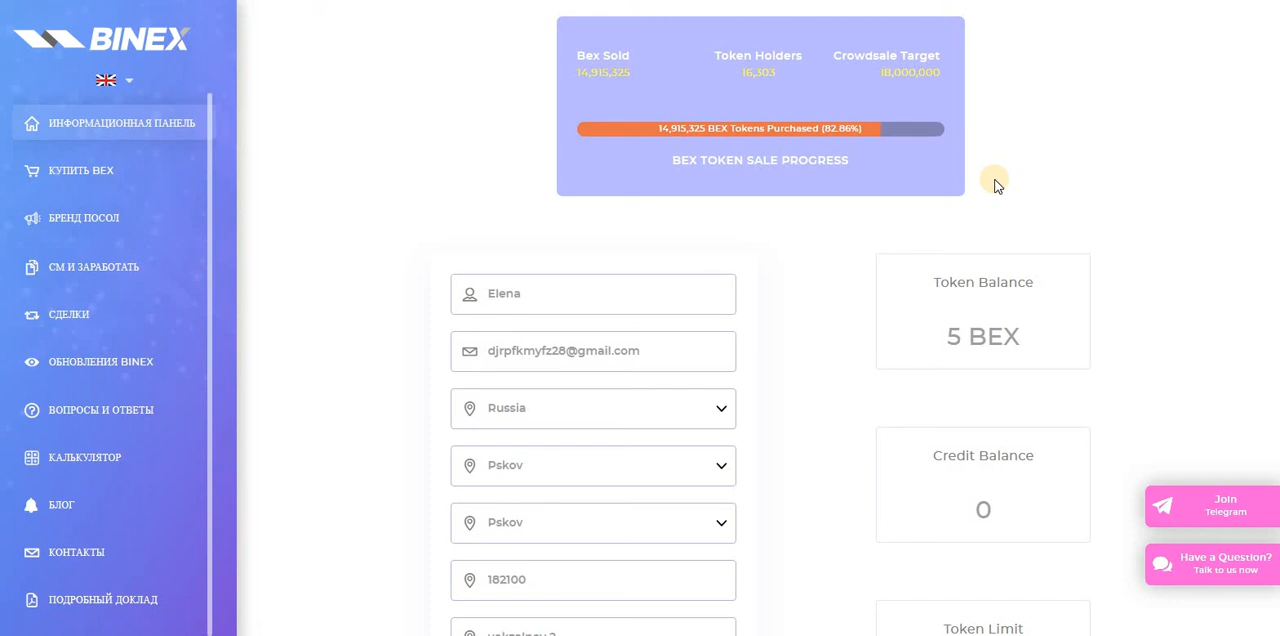 BINEX
ИНФОРМАЦИОННАЯ ПАНЕЛЬ
КУПИТЬ BEX
БРЕНД ПОСОЛ
СМ И ЗАРАБОТАТЬ
СДЕЛКИ
ОБНОВЛЕНИЯ BINEX
ВОПРОСЫ И ОТВЕТЫ
КАЛЬКУЛЯТОР
БЛОГ
КОНТАКТЫ
ПОДРОБНЫЙ ДОКЛАД
Bex Sold Token Holders Crowdsale Target
14,915,325 16,303 18,000,000
14,915,325 BEX Tokens Purchased (82.86%)
BEX TOKEN SALE PROGRESS
Elena
djrpfkmyfz28@gmail.com
Russia
Pskov
Pskov
182100
Token Balance
5 BEX
Credit Balance
0
Token Limit
Join
Telegram
Have a Question?
Talk to us now